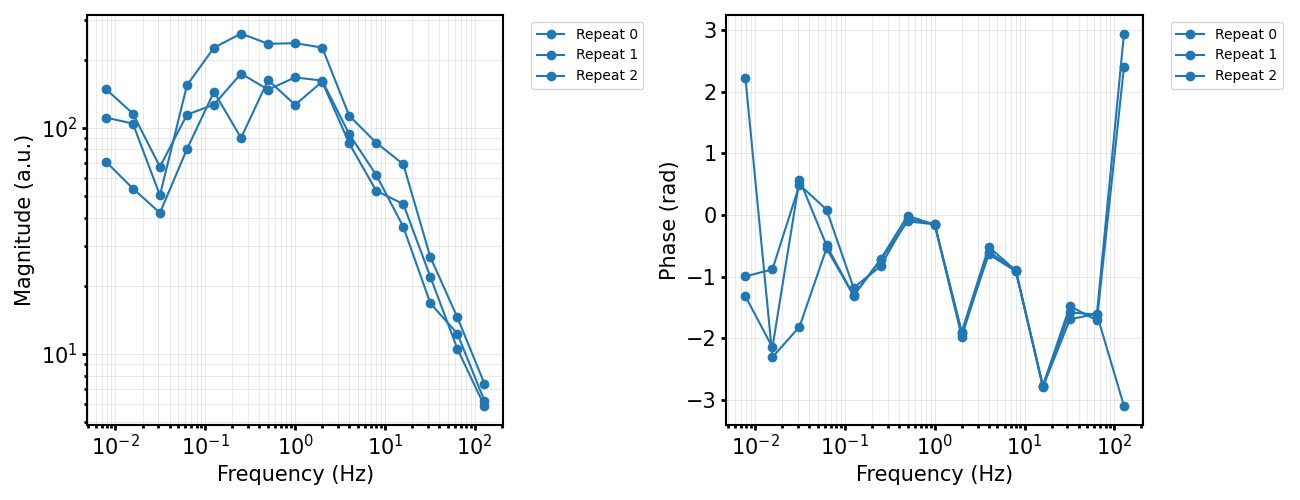 Magnitude (a.u.)
10²
10¹
10⁻² 10⁻¹ 10⁰ 10¹ 10²
Frequency (Hz)
Repeat 0
Repeat 1
Repeat 2
Phase (rad)
3
2
1
0
−1
−2
−3
10⁻² 10⁻¹ 10⁰ 10¹ 10²
Frequency (Hz)
Repeat 0
Repeat 1
Repeat 2